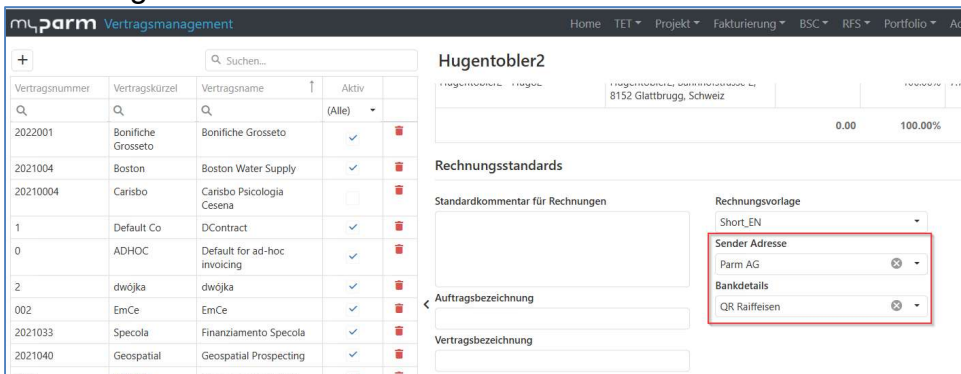 myparm Vertragsmanagement
Home TET Projekt Fakturierung BSC RFS Portfolio
+ Suchen...
Vertragsnummer Vertragskürzel Vertragsname Aktiv
(Alle)
2022001 Bonifiche Grosseto Bonifiche Grosseto
2021004 Boston Boston Water Supply
20210004 Carisbo Carisbo Psicologia Cesena
1 Default Co DContract
0 ADHOC Default for ad-hoc invoicing
2 dwójka dwójka
002 EmCe EmCe
2021033 Specola Finanziamento Specola
2021040 Geospatial Geospatial Prospecting
Hugentobler2
8152 Glattbrugg, Schweiz
0.00 100.00%
Rechnungsstandards
Standardkommentar für Rechnungen
Rechnungsvorlage
Short_EN
Sender Adresse
Parm AG
Bankdetails
QR Raiffeisen
Auftragsbezeichnung
Vertragsbezeichnung